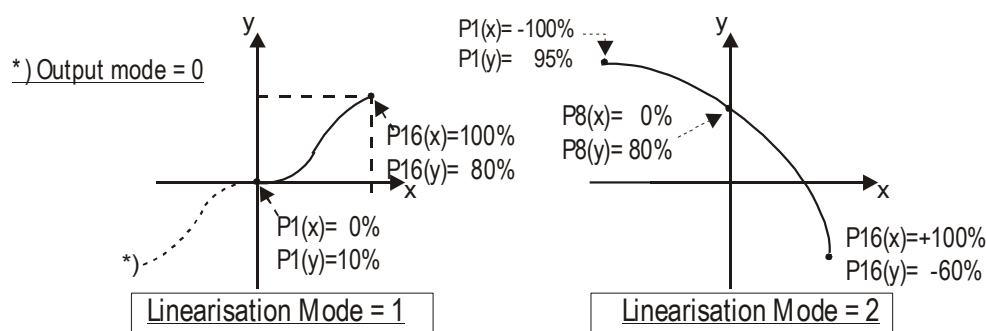 y
*) Output mode = 0
P16(x)=100%
P16(y)= 80%
x
P1(x)= 0%
P1(y)=10%
*)
Linearisation Mode = 1
y
P1(x)= -100%
P1(y)= 95%
P8(x)= 0%
P8(y)= 80%
x
P16(x)=+100%
P16(y)= -60%
Linearisation Mode = 2